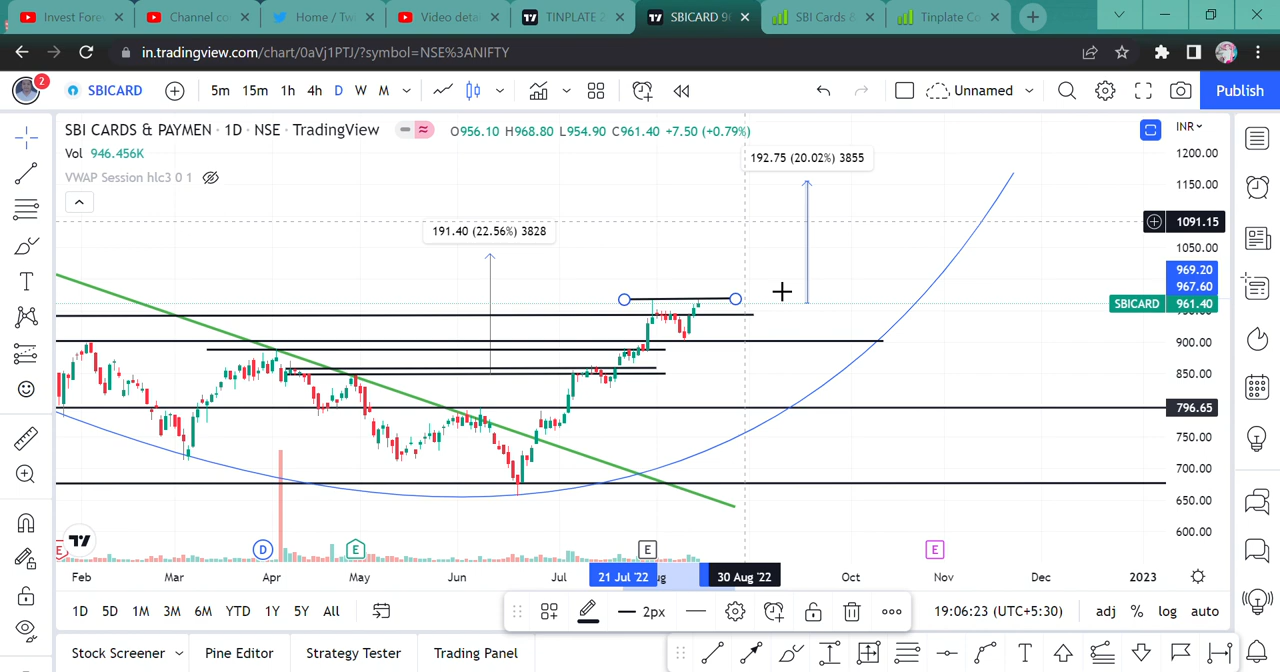 Invest Fores
Channel co
Home / Tw
Video deta
TINPLATE 2
SBICARD 96
SBI Cards &
Tinplate Co
in.tradingview.com/chart/0aVj1PTJ/?symbol=NSE%3ANIFTY
2
SBICARD
5m 15m 1h 4h D W M
Unnamed
Publish
SBI CARDS & PAYMEN · 1D · NSE · TradingView
O956.10 H968.80 L954.90 C961.40 +7.50 (+0.79%)
INR
Vol 946.456K
VWAP Session hlc3 0 1
192.75 (20.02%) 3855
191.40 (22.56%) 3828
1200.00
1150.00
1091.15
1050.00
969.20
967.60
SBICARD 961.40
900.00
850.00
796.65
750.00
700.00
650.00
600.00
E D E E E
Feb Mar Apr May Jun Jul 21 Jul '22 ug 30 Aug '22 Oct Nov Dec 2023
1D 5D 1M 3M 6M YTD 1Y 5Y All
2px
19:06:23 (UTC+5:30)
adj % log auto
Stock Screener Pine Editor Strategy Tester Trading Panel